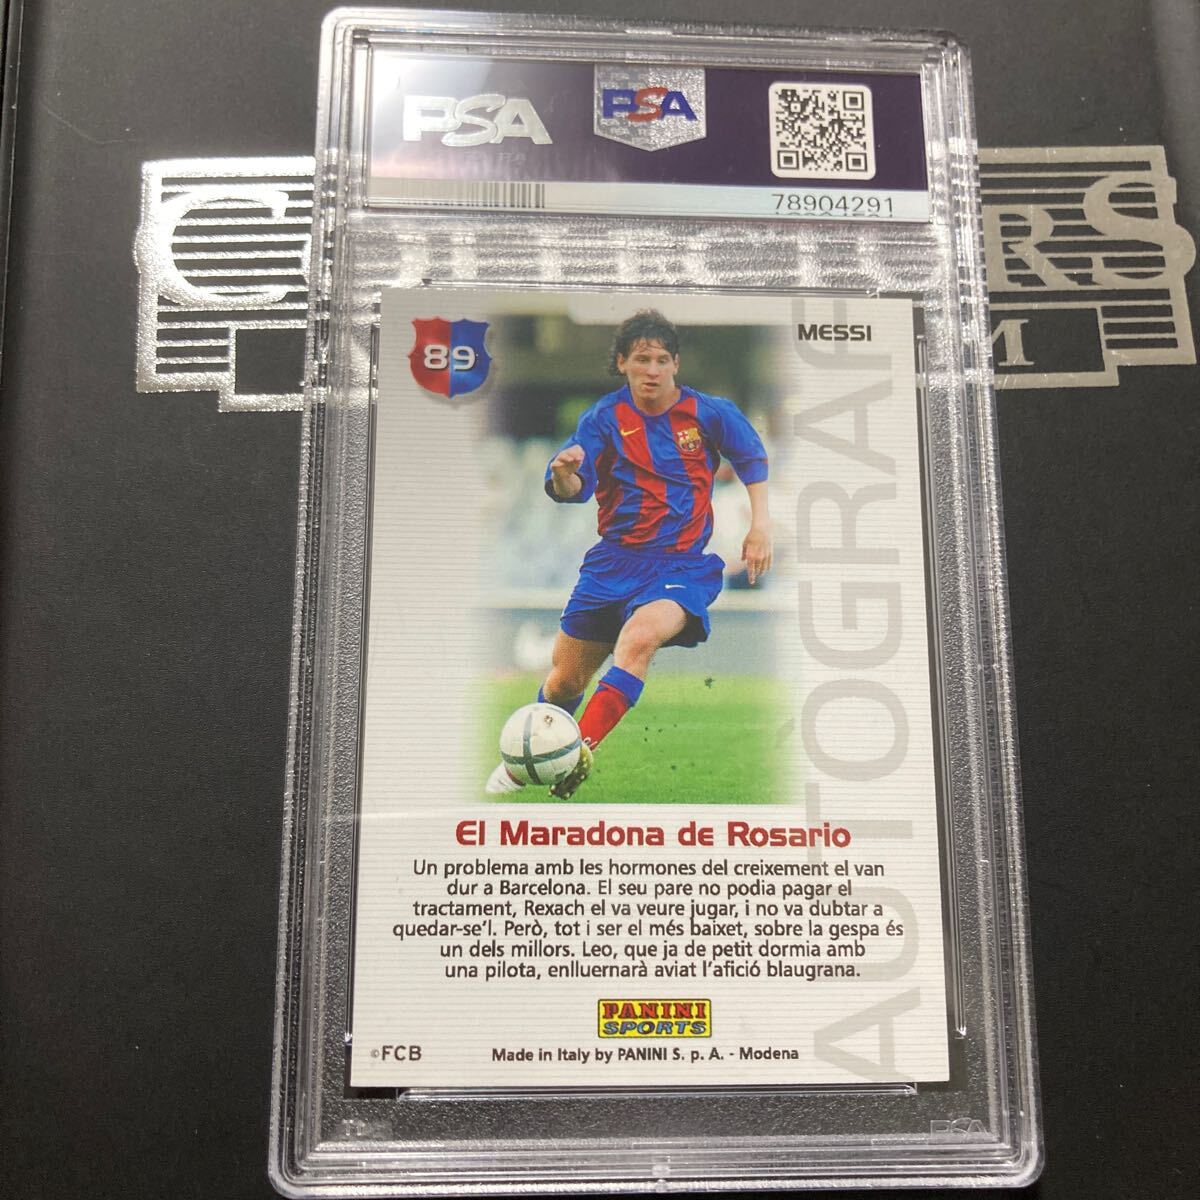 PSA
PSA
78904291
89
MESSI
AUTÒGRAF
El Maradona de Rosario
Un problema amb les hormones del creixement el van
dur a Barcelona. El seu pare no podia pagar el
tractament, Rexach el va veure jugar, i no va dubtar a
quedar-se'l. Però, tot i ser el més baixet, sobre la gespa és
un dels millors. Leo, que ja de petit dormia amb
una pilota, enlluernarà aviat l'afició blaugrana.
PANINI
SPORTS
©FCB
Made in Italy by PANINI S. p. A. - Modena
PSA